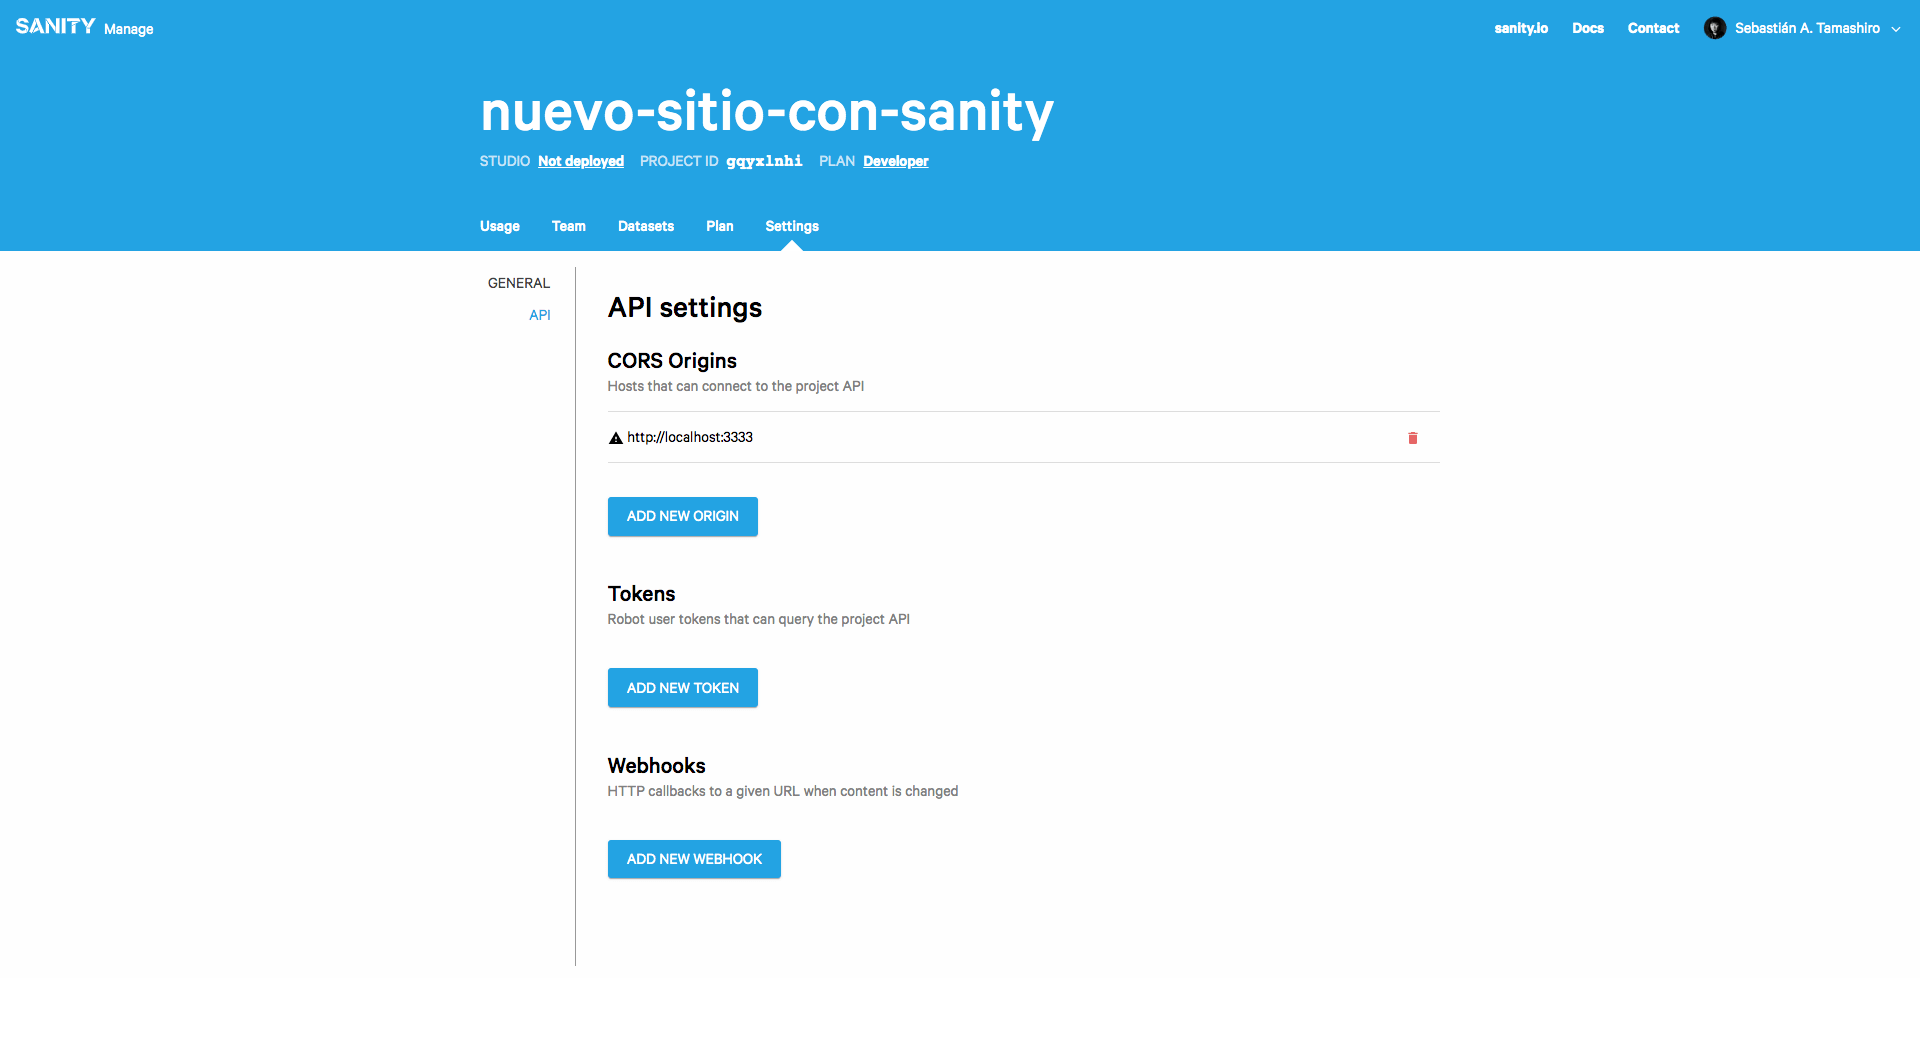 SANITY Manage
sanity.io Docs Contact Sebastián A. Tamashiro
nuevo-sitio-con-sanity
STUDIO Not deployed PROJECT ID gqyxlnhi PLAN Developer
Usage Team Datasets Plan Settings
GENERAL
API
API settings
CORS Origins
Hosts that can connect to the project API
http://localhost:3333
ADD NEW ORIGIN
Tokens
Robot user tokens that can query the project API
ADD NEW TOKEN
Webhooks
HTTP callbacks to a given URL when content is changed
ADD NEW WEBHOOK